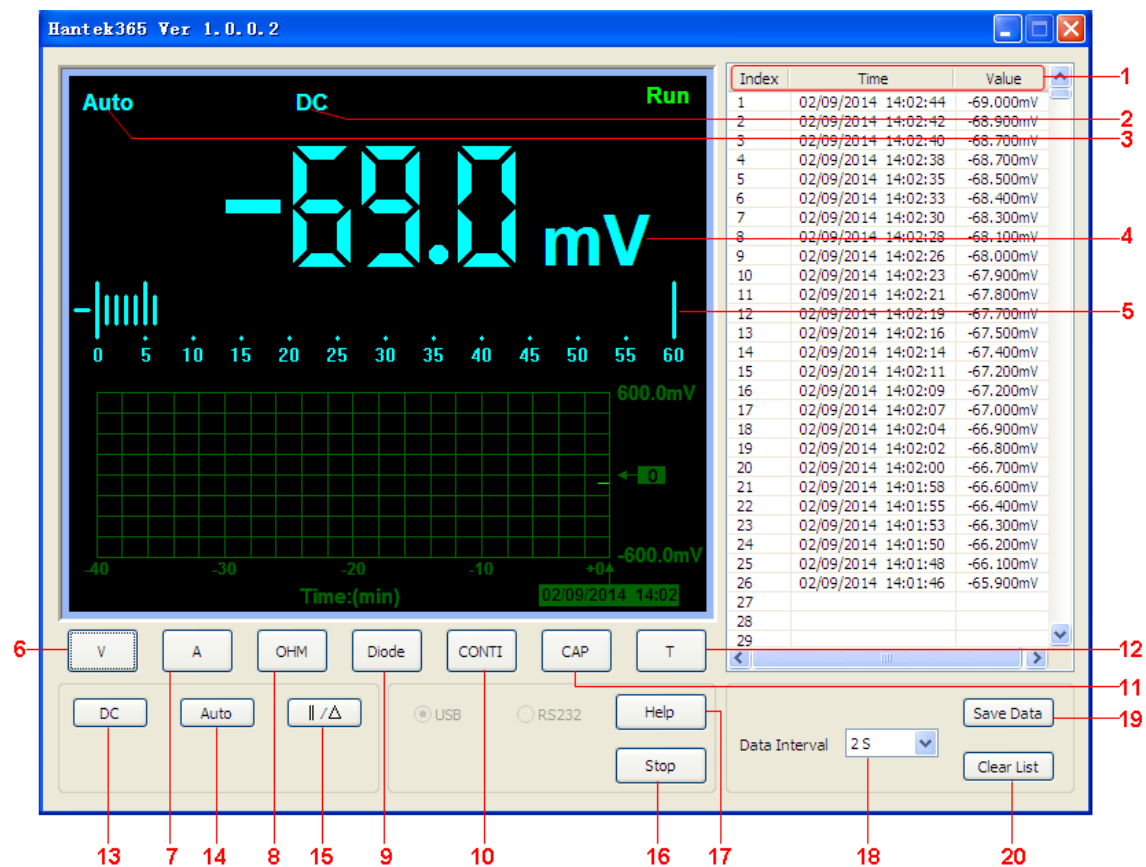 Hantek365 Ver 1.0.0.2
Auto DC Run
-69.0 mV
0 5 10 15 20 25 30 35 40 45 50 55 60
600.0mV
0
-600.0mV
-40 -30 -20 -10 +0
Time:(min) 02/09/2014 14:02
Index Time Value
1 02/09/2014 14:02:44 -69.000mV
2 02/09/2014 14:02:42 -68.900mV
3 02/09/2014 14:02:40 -68.700mV
4 02/09/2014 14:02:38 -68.700mV
5 02/09/2014 14:02:35 -68.500mV
6 02/09/2014 14:02:33 -68.400mV
7 02/09/2014 14:02:30 -68.300mV
8 02/09/2014 14:02:28 -68.100mV
9 02/09/2014 14:02:26 -68.000mV
10 02/09/2014 14:02:23 -67.900mV
11 02/09/2014 14:02:21 -67.800mV
12 02/09/2014 14:02:19 -67.700mV
13 02/09/2014 14:02:16 -67.500mV
14 02/09/2014 14:02:14 -67.400mV
15 02/09/2014 14:02:11 -67.200mV
16 02/09/2014 14:02:09 -67.200mV
17 02/09/2014 14:02:07 -67.000mV
18 02/09/2014 14:02:04 -66.900mV
19 02/09/2014 14:02:02 -66.800mV
20 02/09/2014 14:02:00 -66.700mV
21 02/09/2014 14:01:58 -66.600mV
22 02/09/2014 14:01:55 -66.400mV
23 02/09/2014 14:01:53 -66.300mV
24 02/09/2014 14:01:50 -66.200mV
25 02/09/2014 14:01:48 -66.100mV
26 02/09/2014 14:01:46 -65.900mV
27
28
29
1
2
3
4
5
6 V A OHM Diode CONTI CAP T 12
11
DC Auto ||/△ USB RS232 Help 17
Stop
Data Interval 2 S Save Data 19
Clear List
13 7 14 8 15 9 10 16 17 18 20